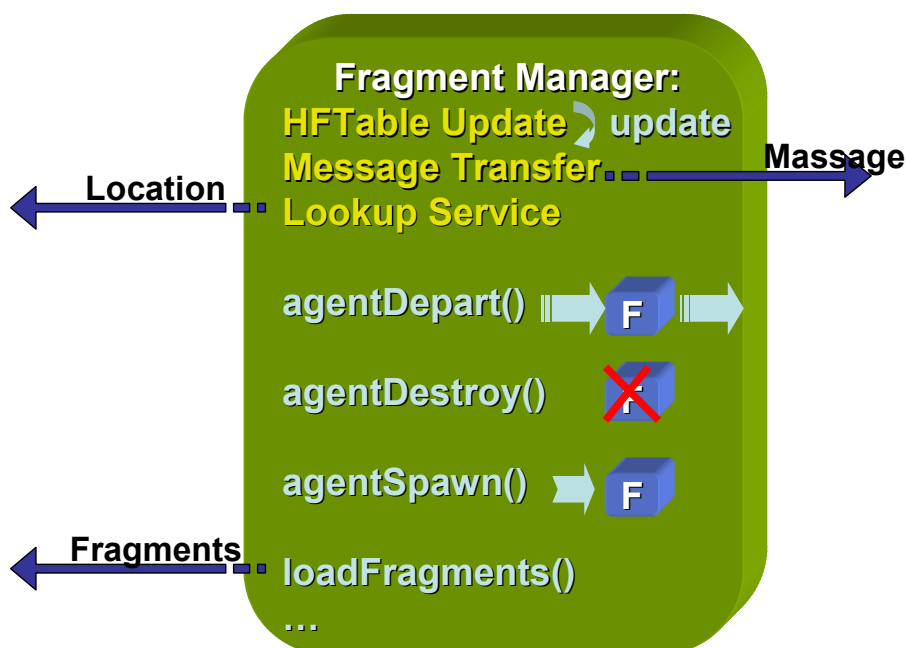 Fragment Manager:
HFTable Update update
Message Transfer
Massage
Location
Lookup Service
agentDepart() F
agentDestroy() F
agentSpawn() F
Fragments
loadFragments()
...